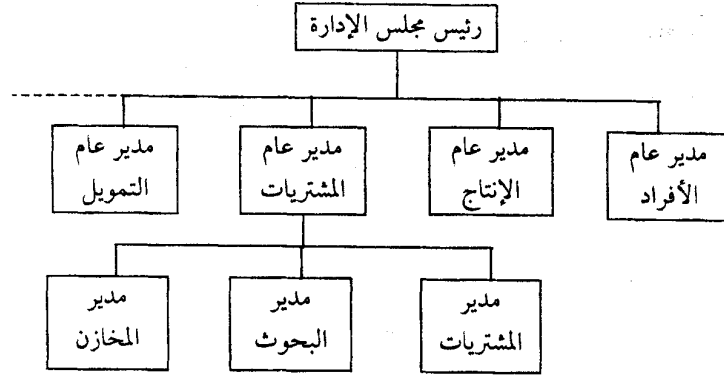 رئيس مجلس الإدارة
مدير عام
الأفراد
مدير عام
الإنتاج
مدير عام
المشتريات
مدير عام
التمويل
مدير
المشتريات
مدير
البحوث
مدير
المخازن